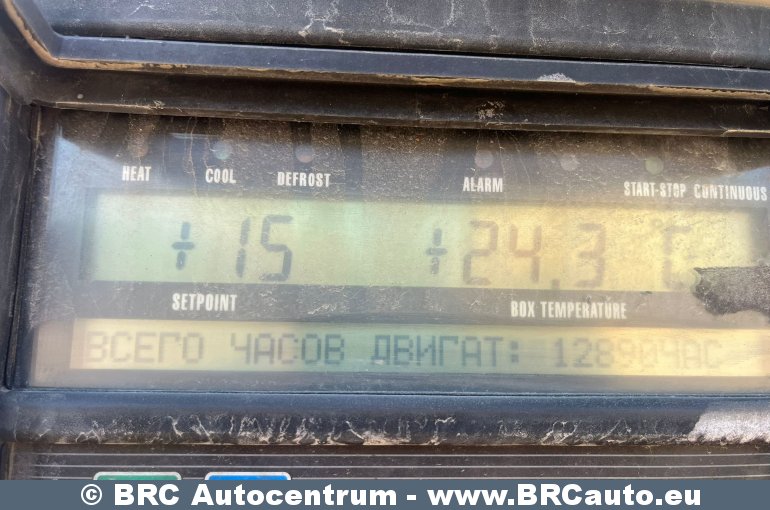 HEAT COOL DEFROST ALARM START-STOP CONTINUOUS
+15 +24.3 °C
SETPOINT BOX TEMPERATURE
ВСЕГО ЧАСОВ ДВИГАТ: 12890ЧАС
© BRC Autocentrum - www.BRCauto.eu